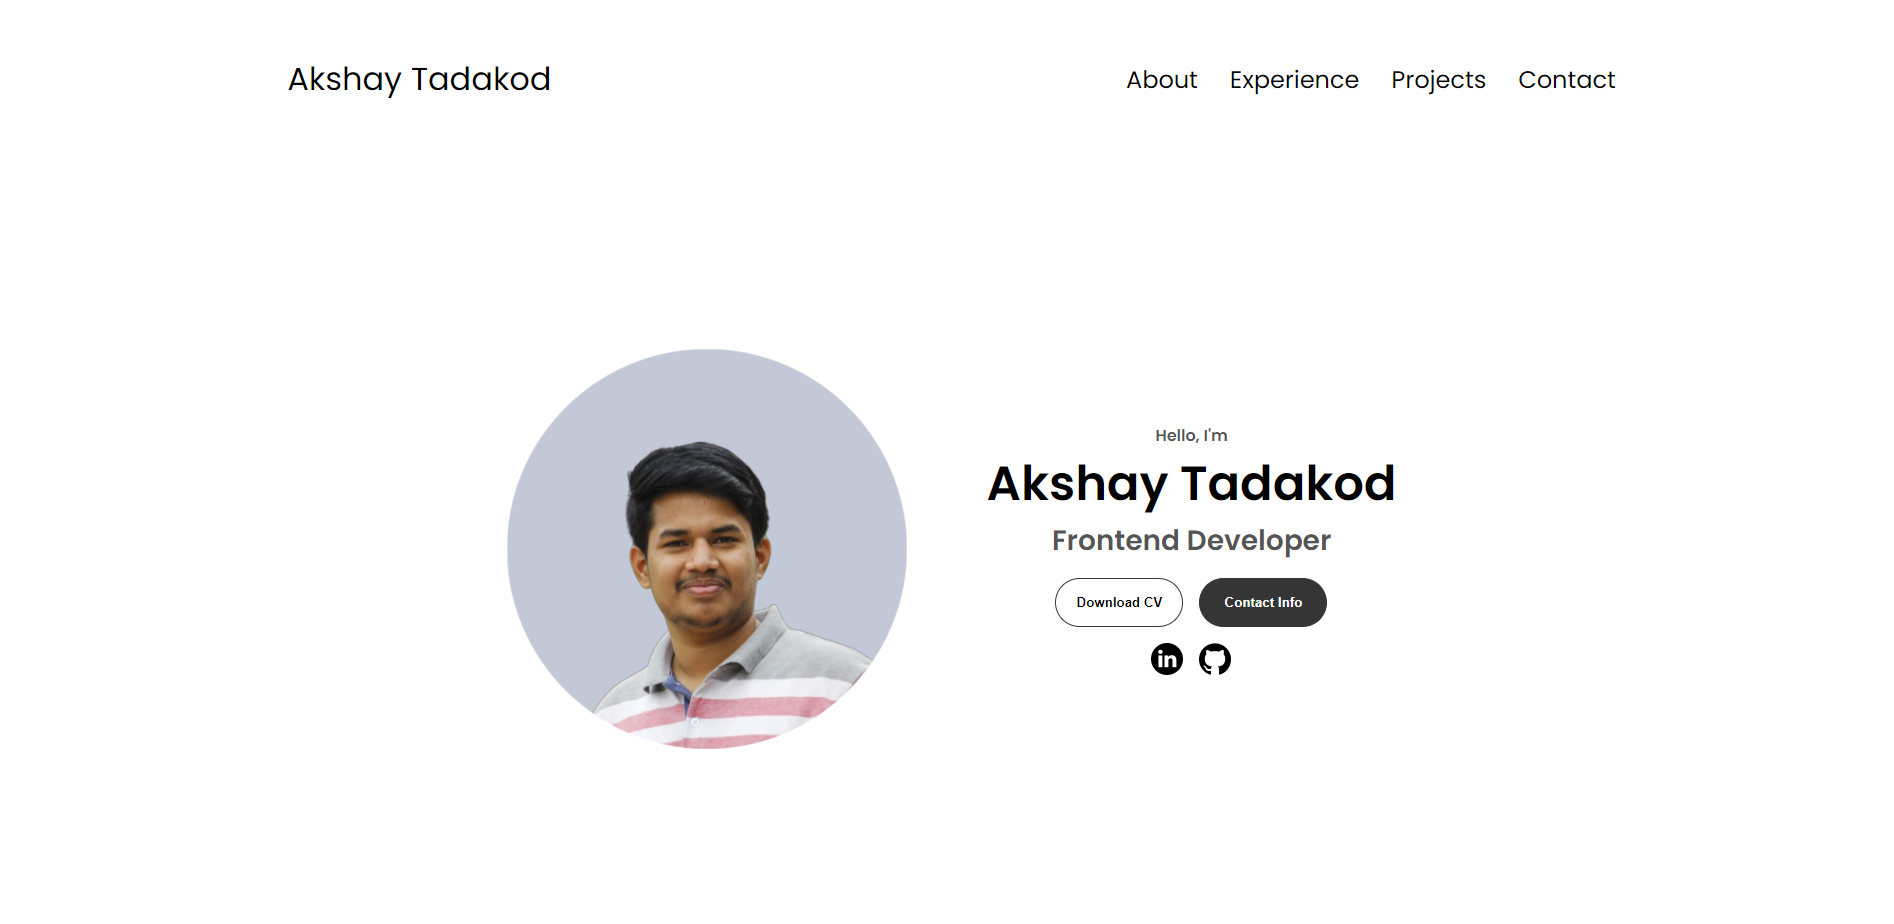 Akshay Tadakod
About Experience Projects Contact
Hello, I'm
Akshay Tadakod
Frontend Developer
Download CV
Contact Info
in